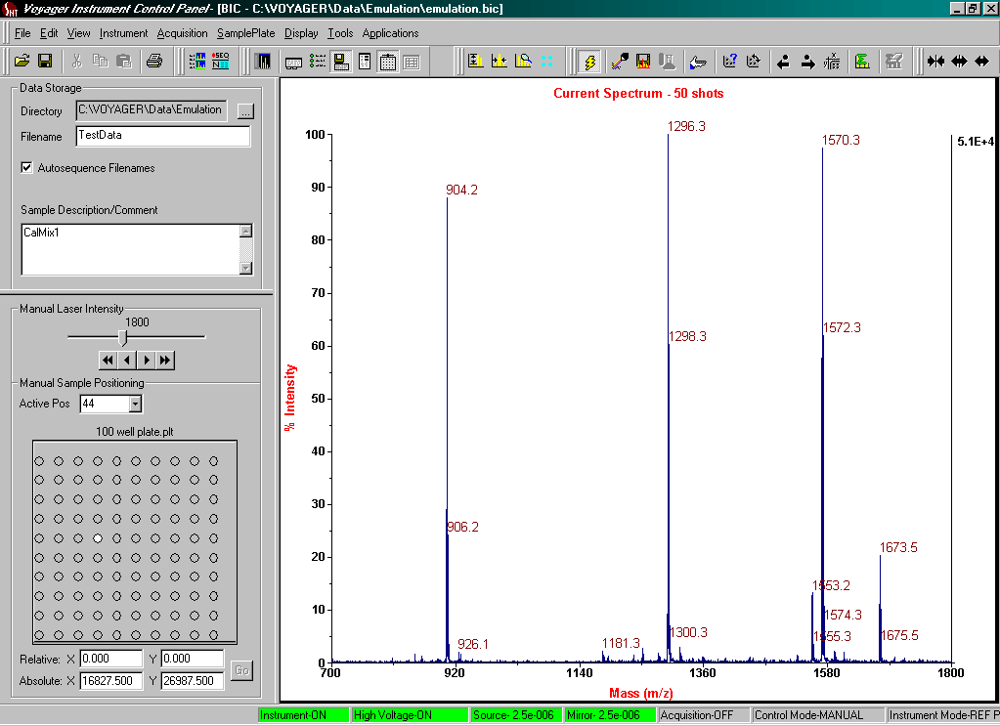 Voyager Instrument Control Panel - [BIC - C:\VOYAGER\Data\Emulation\emulation.bic]
File Edit View Instrument Acquisition SamplePlate Display Tools Applications
SEQ
Data Storage
Directory C:\VOYAGER\Data\Emulation ...
Filename TestData
Autosequence Filenames
Sample Description/Comment
CalMix1
Manual Laser Intensity
1800
Manual Sample Positioning
Active Pos 44
100 well plate.plt
Relative: X 0.000 Y 0.000
Absolute: X 16827.500 Y 26987.500 Go
Current Spectrum - 50 shots
5.1E+4
% Intensity
100
90
80
70
60
50
40
30
20
10
0
904.2
906.2
926.1
1181.3
1296.3
1298.3
1300.3
1570.3
1572.3
1553.2
1574.3
1555.3
1673.5
1675.5
700 920 1140 1360 1580 1800
Mass (m/z)
Instrument-ON High Voltage-ON Source- 2.5e-006 Mirror- 2.5e-006 Acquisition-OFF Control Mode-MANUAL Instrument Mode-REF P